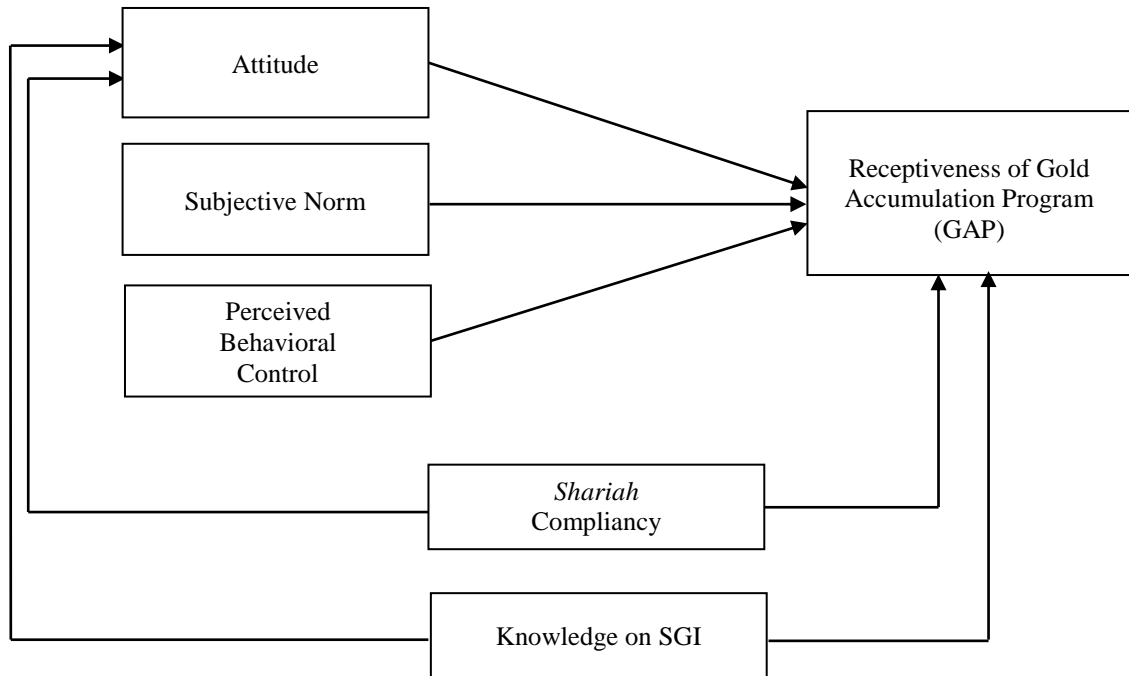 Attitude
Subjective Norm
Perceived
Behavioral
Control
Receptiveness of Gold
Accumulation Program
(GAP)
Shariah
Compliancy
Knowledge on SGI